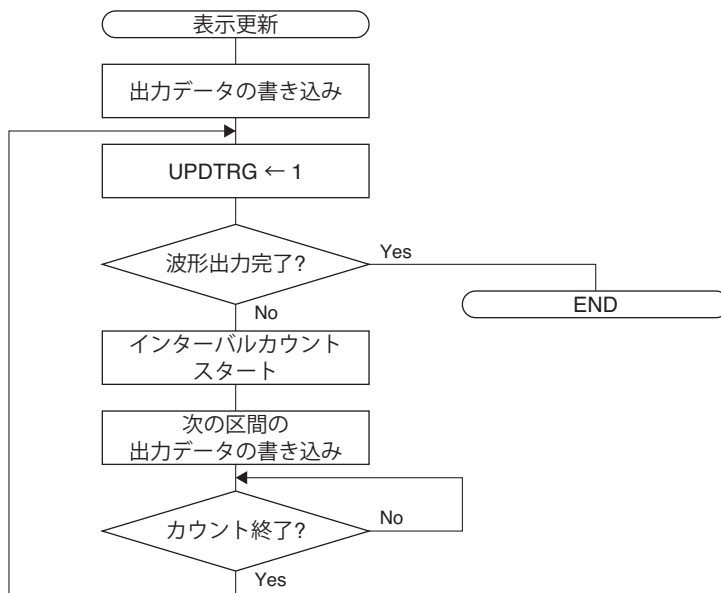 表示更新
出力データの書き込み
UPDTRG ← 1
波形出力完了?
Yes
END
No
インターバルカウント
スタート
次の区間の
出力データの書き込み
カウント終了?
No
Yes